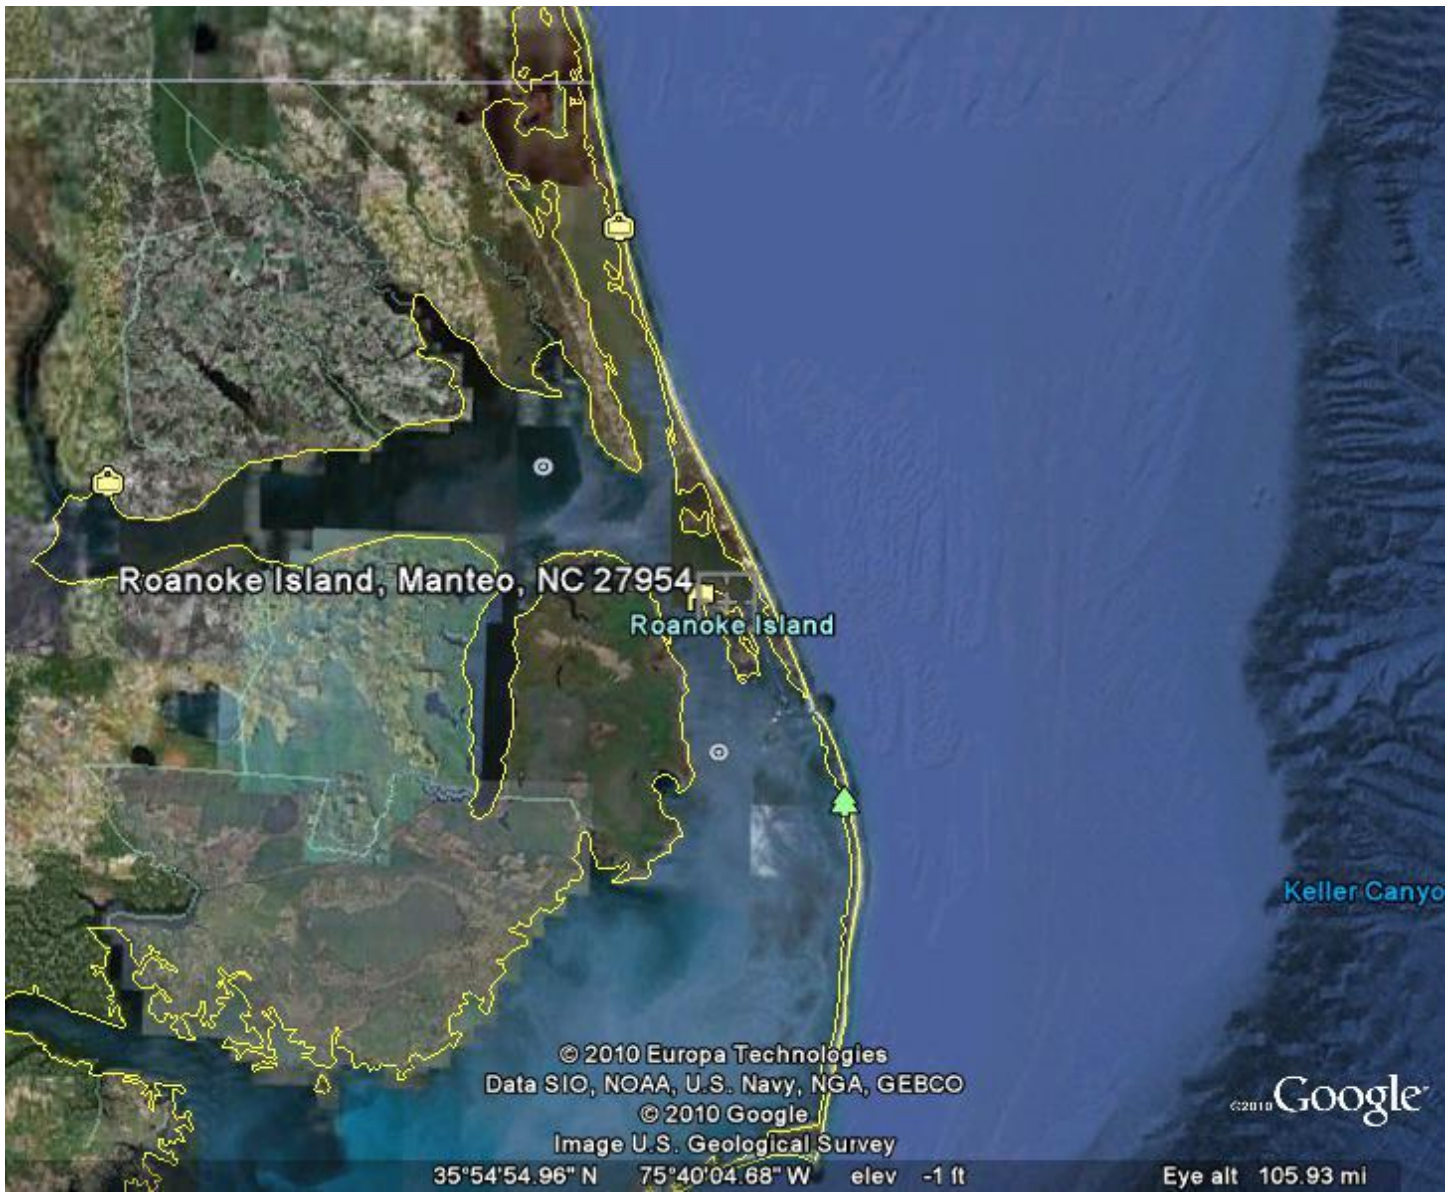 Roanoke Island, Manteo, NC 27954
Roanoke Island
Keller Canyo
© 2010 Europa Technologies
Data SIO, NOAA, U.S. Navy, NGA, GEBCO
© 2010 Google
Image U.S. Geological Survey
©2010 Google
35°54'54.96" N 75°40'04.68" W elev -1 ft Eye alt 105.93 mi